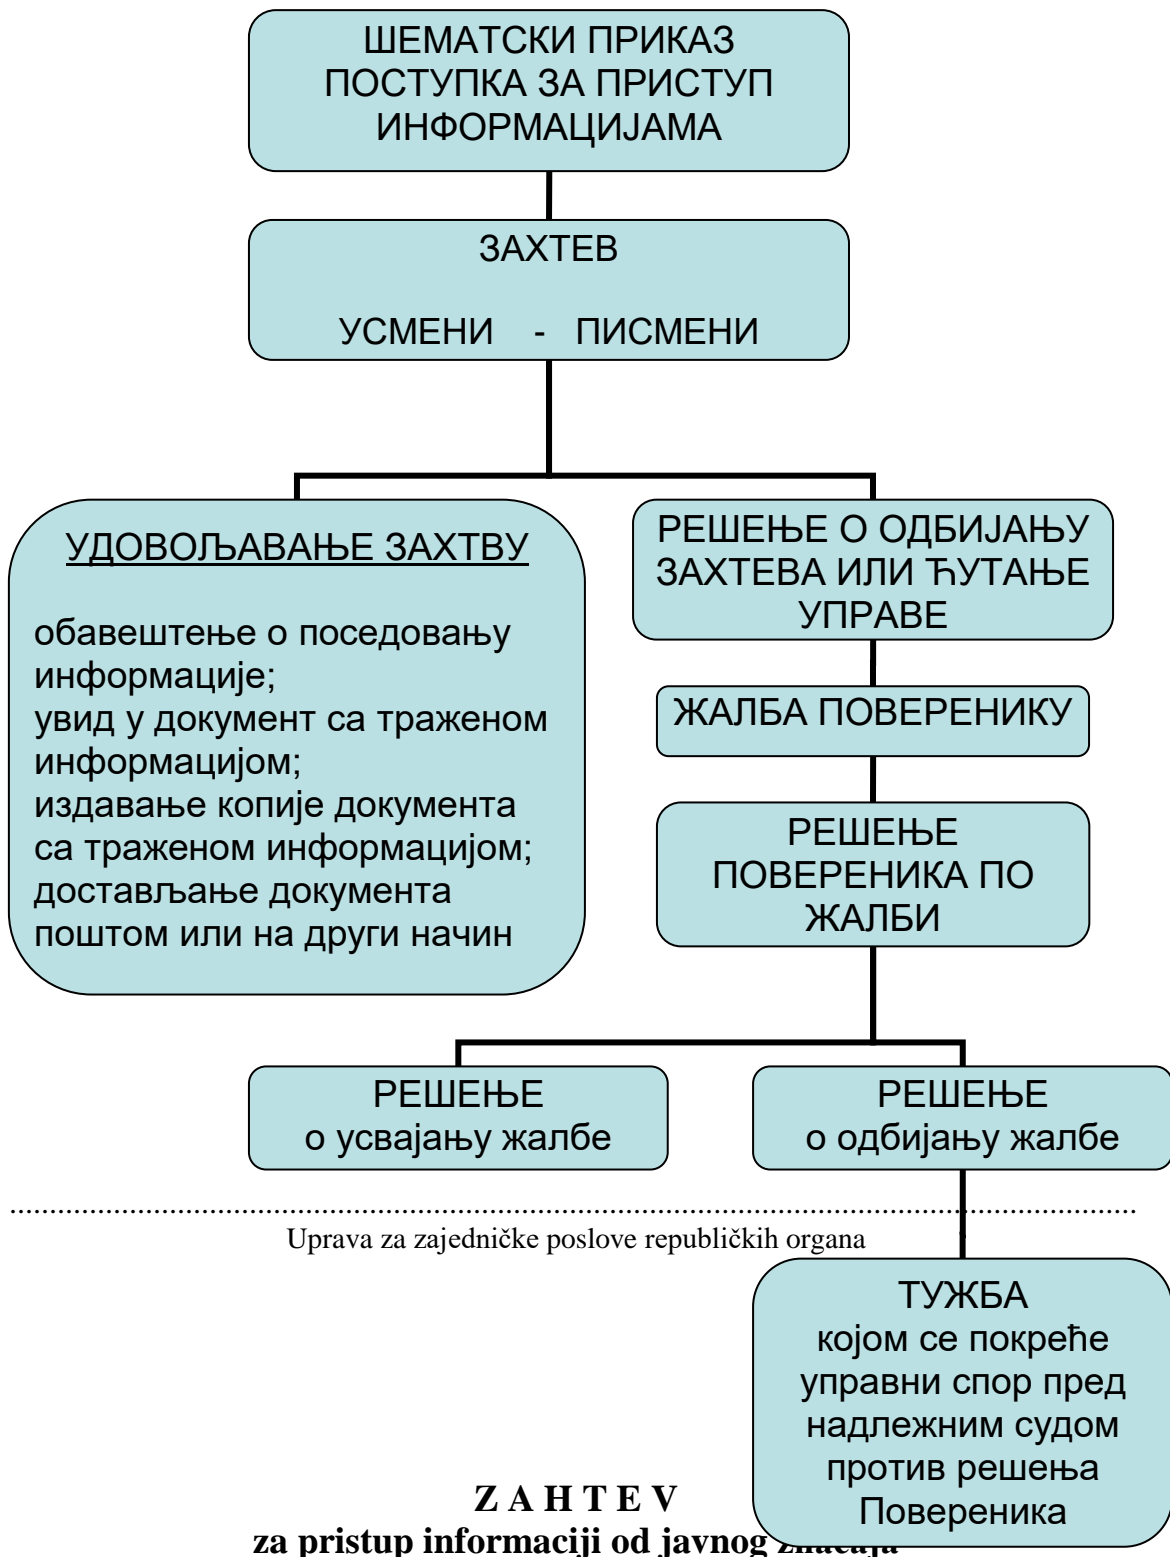 ШЕМАТСКИ ПРИКАЗ
ПОСТУПКА ЗА ПРИСТУП
ИНФОРМАЦИЈАМА
ЗАХТЕВ
УСМЕНИ - ПИСМЕНИ
УДОВОЉАВАЊЕ ЗАХТВУ
обавештење о поседовању
информације;
увид у документ са траженом
информацијом;
издавање копије документа
са траженом информацијом;
достављање документа
поштом или на други начин
РЕШЕЊЕ О ОДБИЈАЊУ
ЗАХТЕВА ИЛИ ЋУТАЊЕ
УПРАВЕ
ЖАЛБА ПОВЕРЕНИКУ
РЕШЕЊЕ
ПОВЕРЕНИКА ПО
ЖАЛБИ
РЕШЕЊЕ
о усвајању жалбе
РЕШЕЊЕ
о одбијању жалбе
Uprava za zajedničke poslove republičkih organa
ТУЖБА
којом се покреће
управни спор пред
надлежним судом
против решења
Повереника
Z A H T E V
za pristup informaciji od javnog